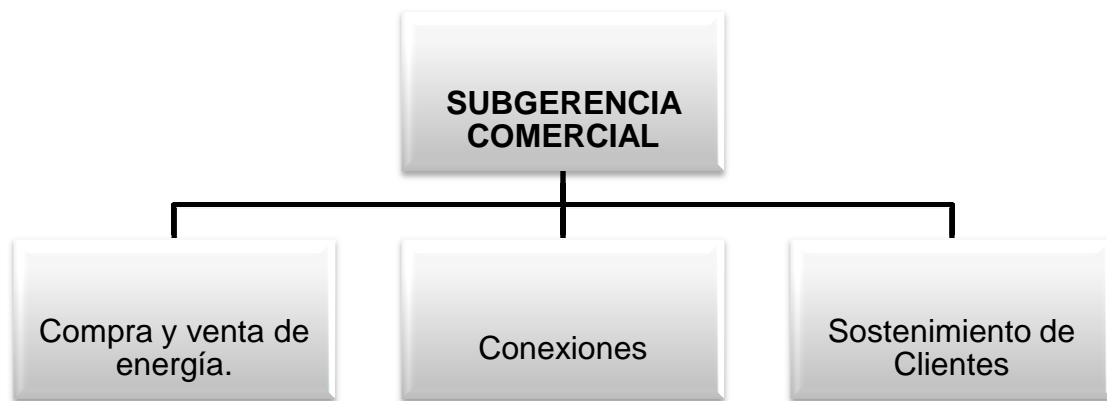 SUBGERENCIA
COMERCIAL
Compra y venta de
energía.
Conexiones
Sostenimiento de
Clientes